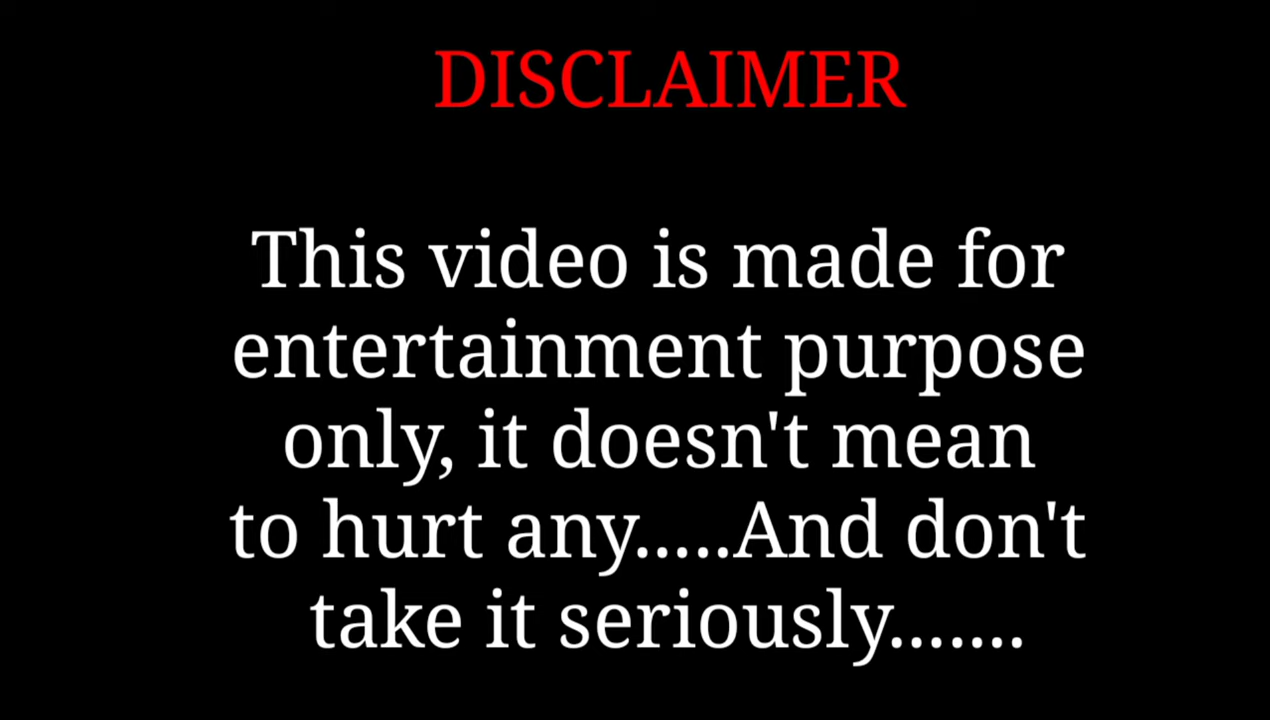 DISCLAIMER
This video is made for
entertainment purpose
only, it doesn't mean
to hurt any.....And don't
take it seriously.......